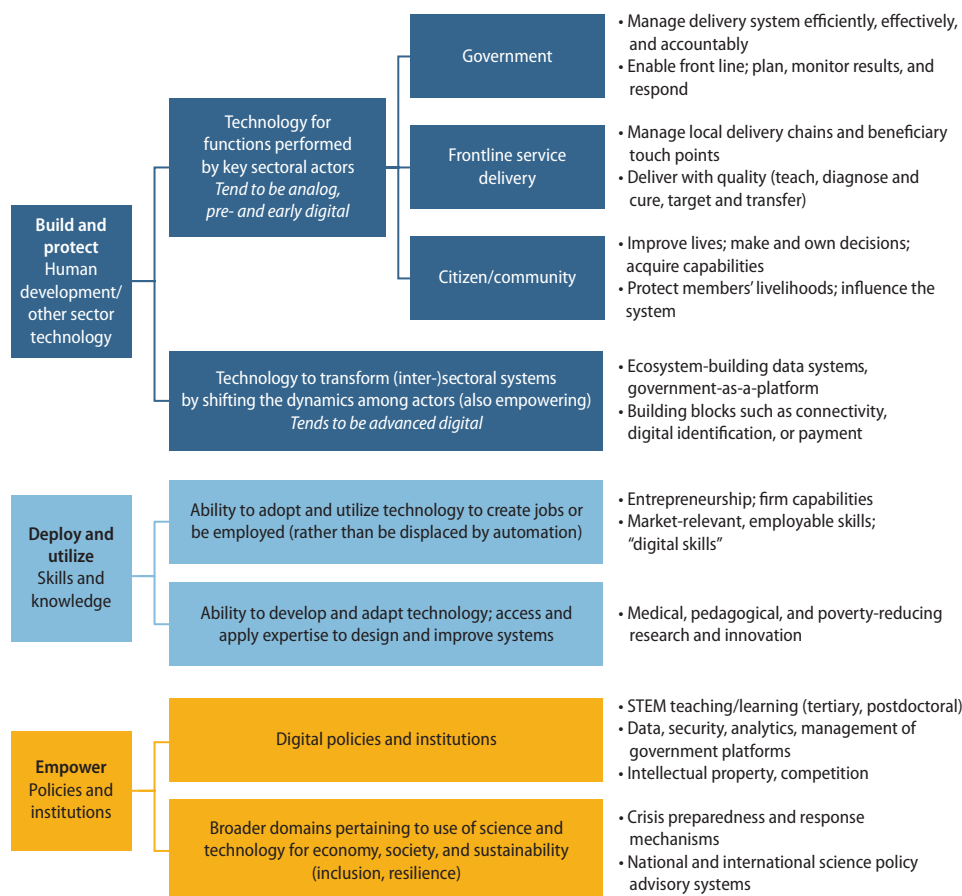 Build and
protect
Human
development/
other sector
technology
Technology for
functions performed
by key sectoral actors
Tend to be analog,
pre- and early digital
Government
• Manage delivery system efficiently, effectively,
and accountably
• Enable front line; plan, monitor results, and
respond
Frontline service
delivery
• Manage local delivery chains and beneficiary
touch points
• Deliver with quality (teach, diagnose and
cure, target and transfer)
Citizen/community
• Improve lives; make and own decisions;
acquire capabilities
• Protect members’ livelihoods; influence the
system
Technology to transform (inter-)sectoral systems
by shifting the dynamics among actors (also empowering)
Tends to be advanced digital
• Ecosystem-building data systems,
government-as-a-platform
• Building blocks such as connectivity,
digital identification, or payment
Deploy and
utilize
Skills and
knowledge
Ability to adopt and utilize technology to create jobs or
be employed (rather than be displaced by automation)
• Entrepreneurship; firm capabilities
• Market-relevant, employable skills;
“digital skills”
Ability to develop and adapt technology; access and
apply expertise to design and improve systems
• Medical, pedagogical, and poverty-reducing
research and innovation
Empower
Policies and
institutions
Digital policies and institutions
• STEM teaching/learning (tertiary, postdoctoral)
• Data, security, analytics, management of
government platforms
• Intellectual property, competition
Broader domains pertaining to use of science and
technology for economy, society, and sustainability
(inclusion, resilience)
• Crisis preparedness and response
mechanisms
• National and international science policy
advisory systems